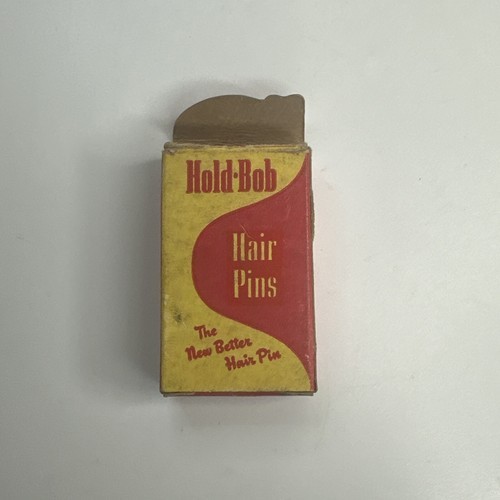 Hold·Bob
Hair
Pins
The
New Better
Hair Pin